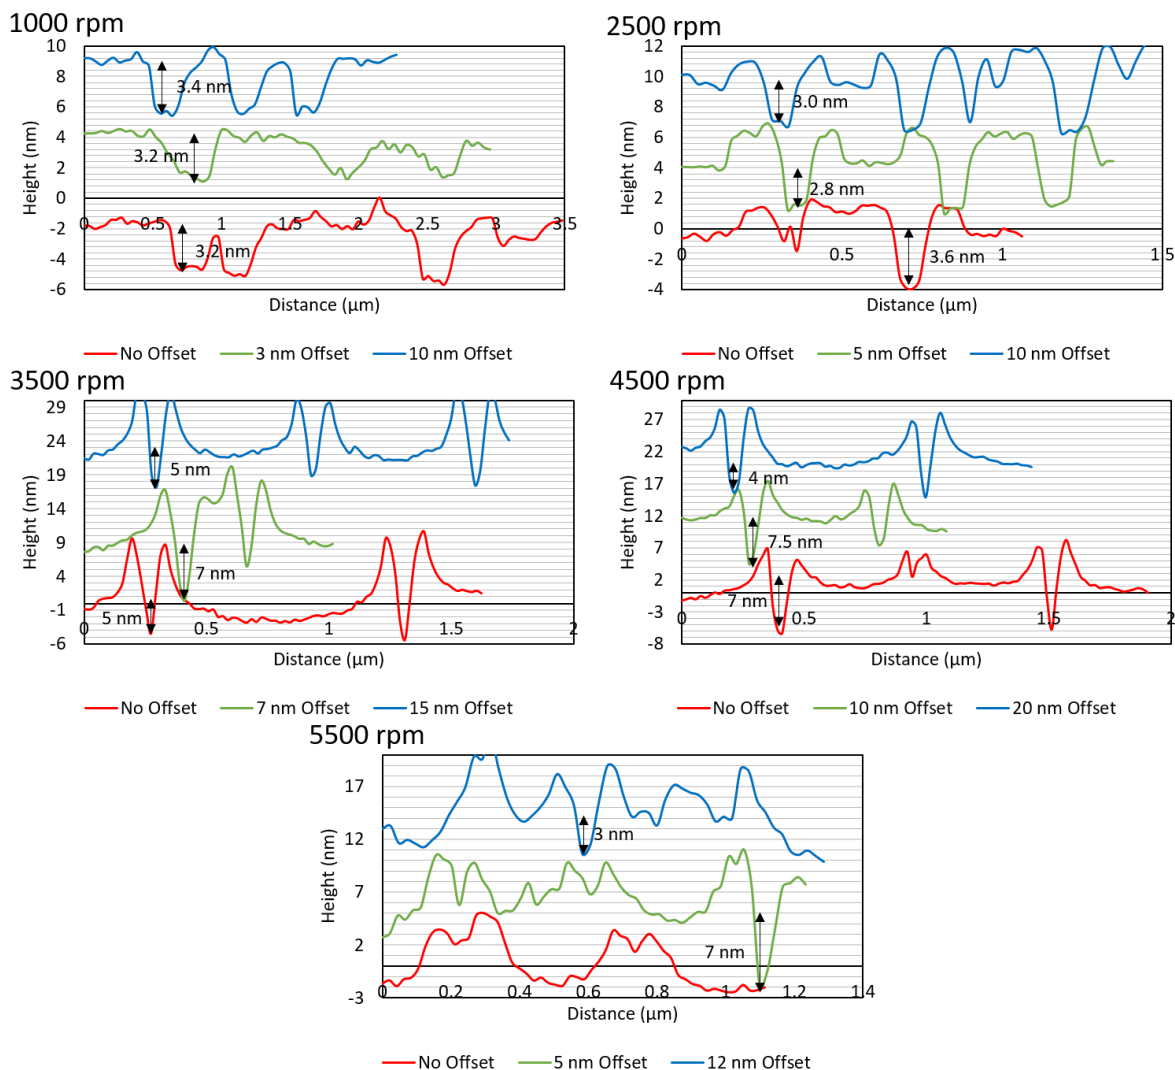 1000 rpm
10
8
6
4
2
0
-2
-4
-6
Height (nm)
0
0.5
1
1.5
2
2.5
3
3.5
3.4 nm
3.2 nm
3.2 nm
Distance (µm)
No Offset 3 nm Offset 10 nm Offset
2500 rpm
12
10
8
6
4
2
0
-2
-4
Height (nm)
0
0.5
1
1.5
3.0 nm
2.8 nm
3.6 nm
Distance (µm)
No Offset 5 nm Offset 10 nm Offset
3500 rpm
29
24
19
14
9
4
-1
-6
Height (nm)
0
0.5
1
1.5
2
5 nm
7 nm
5 nm
Distance (µm)
No Offset 7 nm Offset 15 nm Offset
4500 rpm
27
22
17
12
7
2
-3
-8
Height (nm)
0
0.5
1
1.5
2
4 nm
7.5 nm
7 nm
Distance (µm)
No Offset 10 nm Offset 20 nm Offset
5500 rpm
17
12
7
2
-3
Height (nm)
0
0.2
0.4
0.6
0.8
1
1.2
1.4
3 nm
7 nm
Distance (µm)
No Offset 5 nm Offset 12 nm Offset